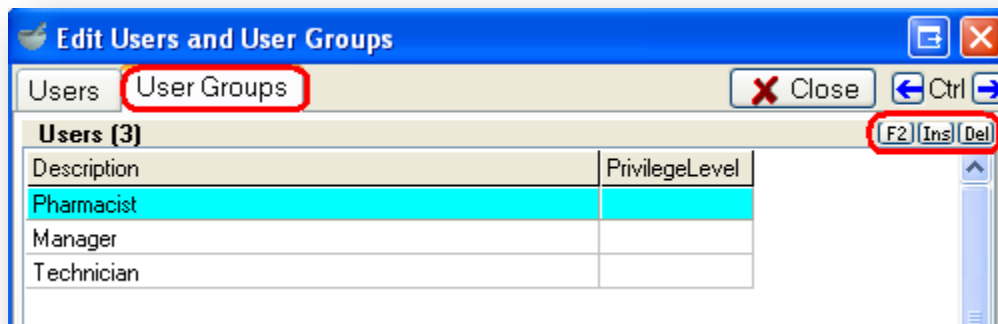 Edit Users and User Groups
Users User Groups Close Ctrl
Users (3) F2 Ins Del
Description PrivilegeLevel
Pharmacist
Manager
Technician